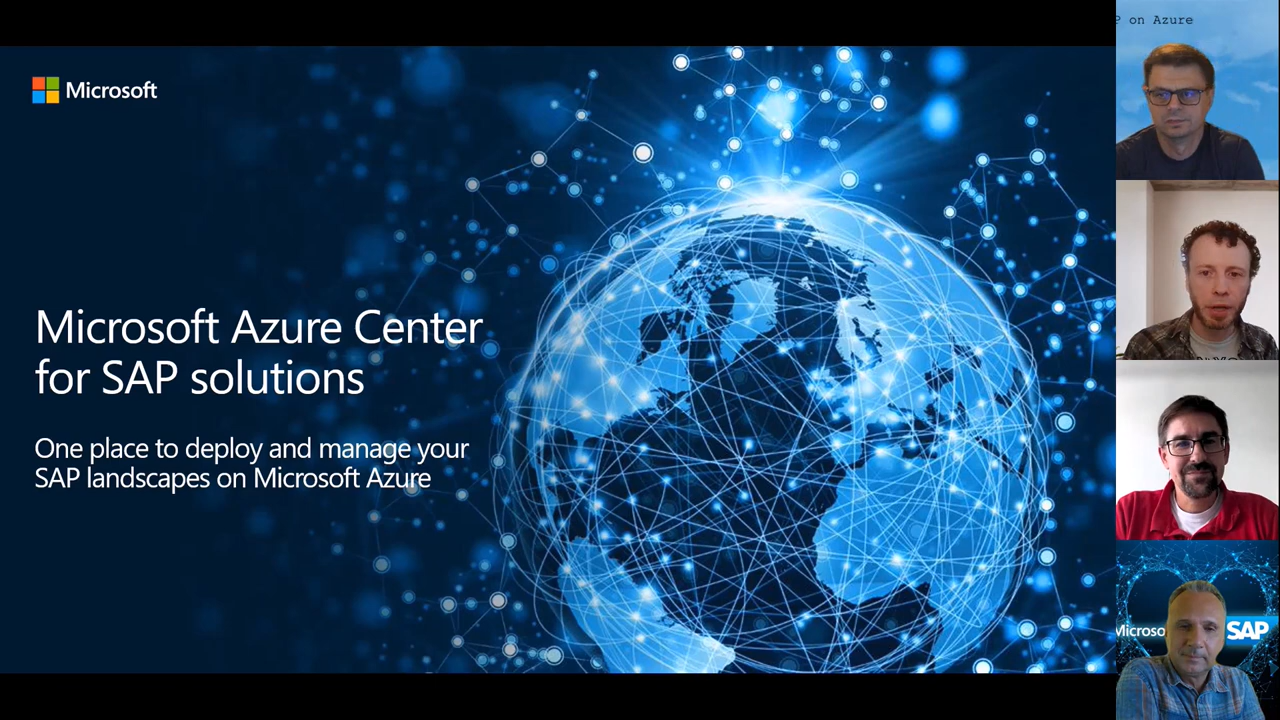 P on Azure
Microsoft
Microsoft Azure Center
for SAP solutions
One place to deploy and manage your
SAP landscapes on Microsoft Azure
Microso
SAP